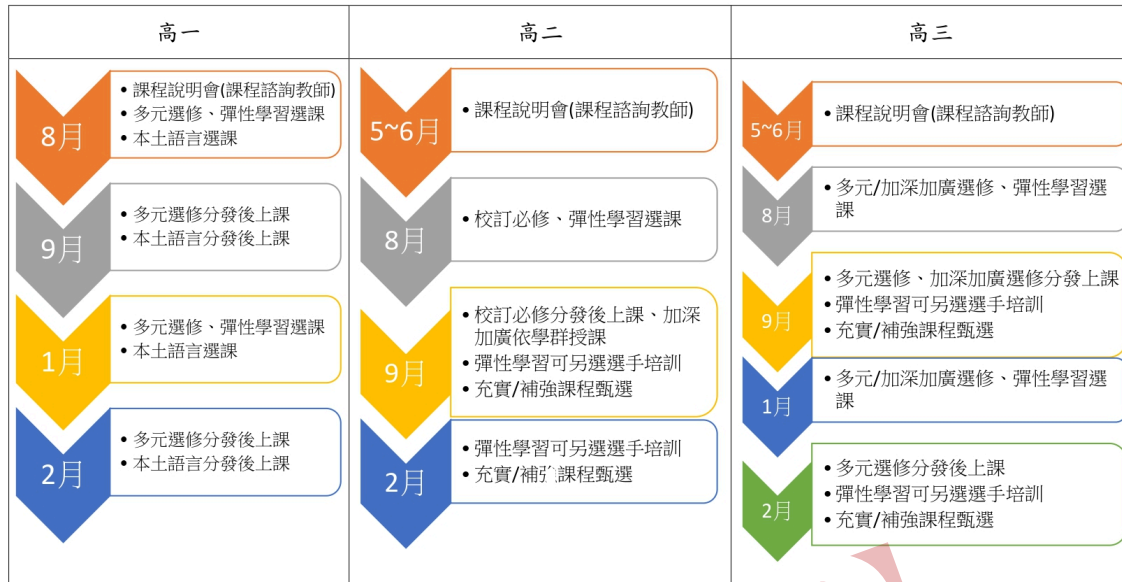 高一
8月
• 課程說明會(課程諮詢教師)
• 多元選修、彈性學習選課
• 本土語言選課
9月
• 多元選修分發後上課
• 本土語言分發後上課
1月
• 多元選修、彈性學習選課
• 本土語言選課
2月
• 多元選修分發後上課
• 本土語言分發後上課
高二
5~6月
• 課程說明會(課程諮詢教師)
8月
• 校訂必修、彈性學習選課
9月
• 校訂必修分發後上課、加深
加廣依學群授課
• 彈性學習可另選選手培訓
• 充實/補強課程甄選
2月
• 彈性學習可另選選手培訓
• 充實/補強課程甄選
高三
5~6月
• 課程說明會(課程諮詢教師)
8月
• 多元/加深加廣選修、彈性學習選
課
9月
• 多元選修、加深加廣選修分發上課
• 彈性學習可另選選手培訓
• 充實/補強課程甄選
1月
• 多元/加深加廣選修、彈性學習選
課
2月
• 多元選修分發後上課
• 彈性學習可另選選手培訓
• 充實/補強課程甄選